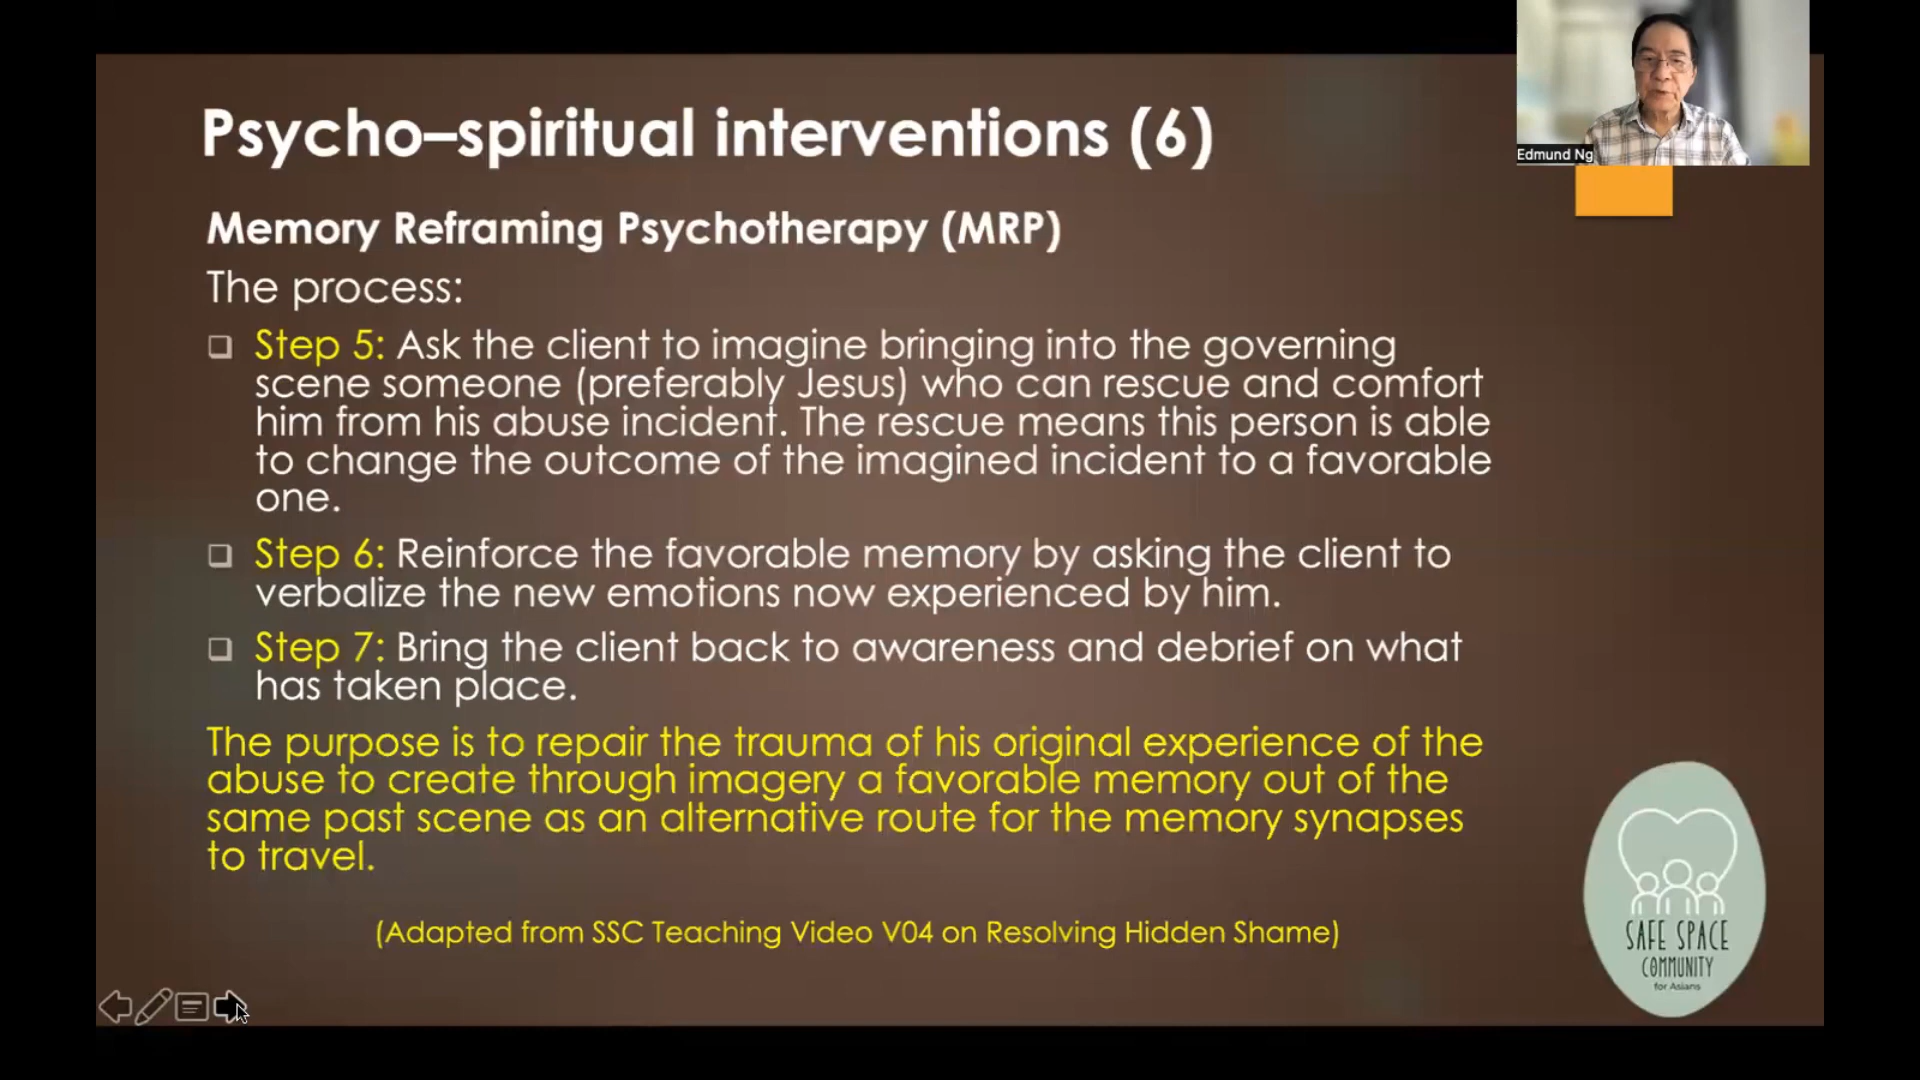 Psycho–spiritual interventions (6)
Edmund Ng
Memory Reframing Psychotherapy (MRP)
The process:
Step 5: Ask the client to imagine bringing into the governing
scene someone (preferably Jesus) who can rescue and comfort
him from his abuse incident. The rescue means this person is able
to change the outcome of the imagined incident to a favorable
one.
Step 6: Reinforce the favorable memory by asking the client to
verbalize the new emotions now experienced by him.
Step 7: Bring the client back to awareness and debrief on what
has taken place.
The purpose is to repair the trauma of his original experience of the
abuse to create through imagery a favorable memory out of the
same past scene as an alternative route for the memory synapses
to travel.
(Adapted from SSC Teaching Video V04 on Resolving Hidden Shame)
SAFE SPACE
COMMUNITY
for Asians